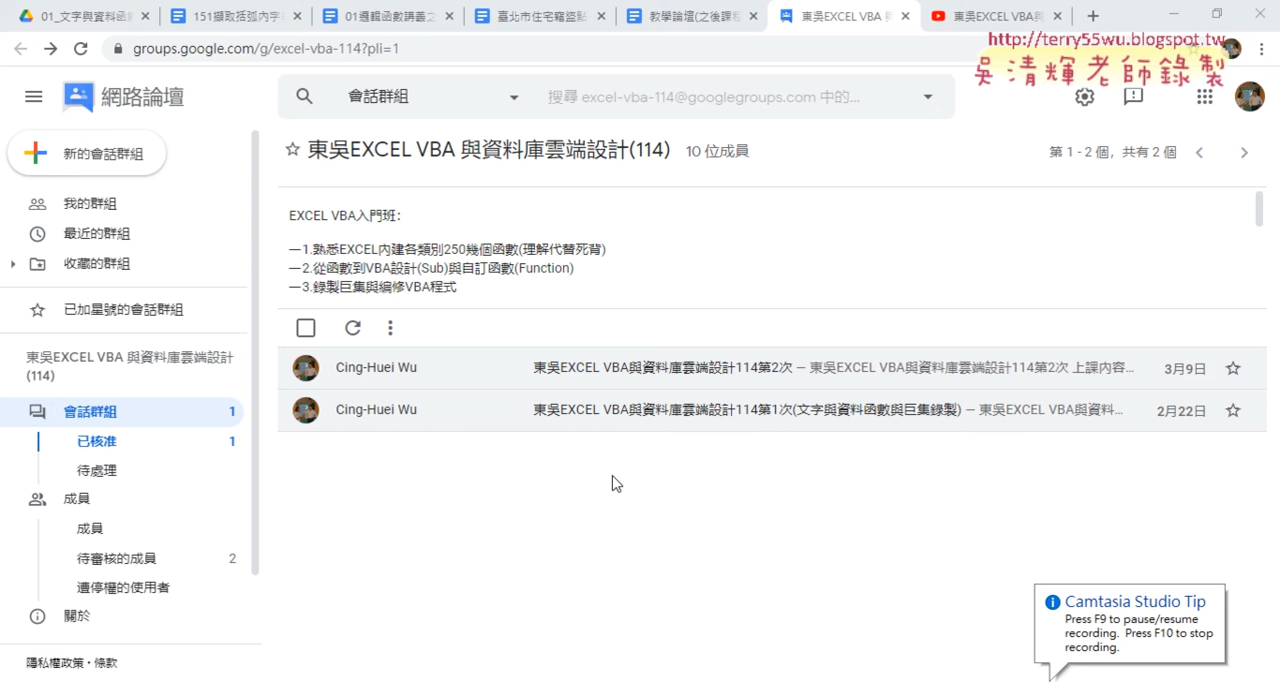 01_文字與資料函
151擷取括弧內字
01邏輯函數講義之
臺北市住宅竊盜點
教學論壇(之後課
東吳EXCEL VBA
東吳EXCEL VBA與
groups.google.com/g/excel-vba-114?pli=1
http://terry55wu.blogspot.tw
吳清輝老師錄製
網路論壇
會話群組
搜尋 excel-vba-114@googlegroups.com 中的...
新的會話群組
東吳EXCEL VBA 與資料庫雲端設計(114)
10 位成員
第 1 - 2 個，共有 2 個
我的群組
最近的群組
收藏的群組
已加星號的會話群組
東吳EXCEL VBA 與資料庫雲端設計
(114)
會話群組 1
已核准 1
待處理
成員
成員
待審核的成員 2
遭停權的使用者
關於
隱私權政策 • 條款
EXCEL VBA入門班：
一1.熟悉EXCEL內建各類別250幾個函數(理解代替死背)
一2.從函數到VBA設計(Sub)與自訂函數(Function)
一3.錄製巨集與編修VBA程式
Cing-Huei Wu 東吳EXCEL VBA與資料庫雲端設計114第2次 – 東吳EXCEL VBA與資料庫雲端設計114第2次 上課內容... 3月9日
Cing-Huei Wu 東吳EXCEL VBA與資料庫雲端設計114第1次(文字與資料函數與巨集錄製) – 東吳EXCEL VBA與資料... 2月22日
Camtasia Studio Tip
Press F9 to pause/resume
recording. Press F10 to stop
recording.